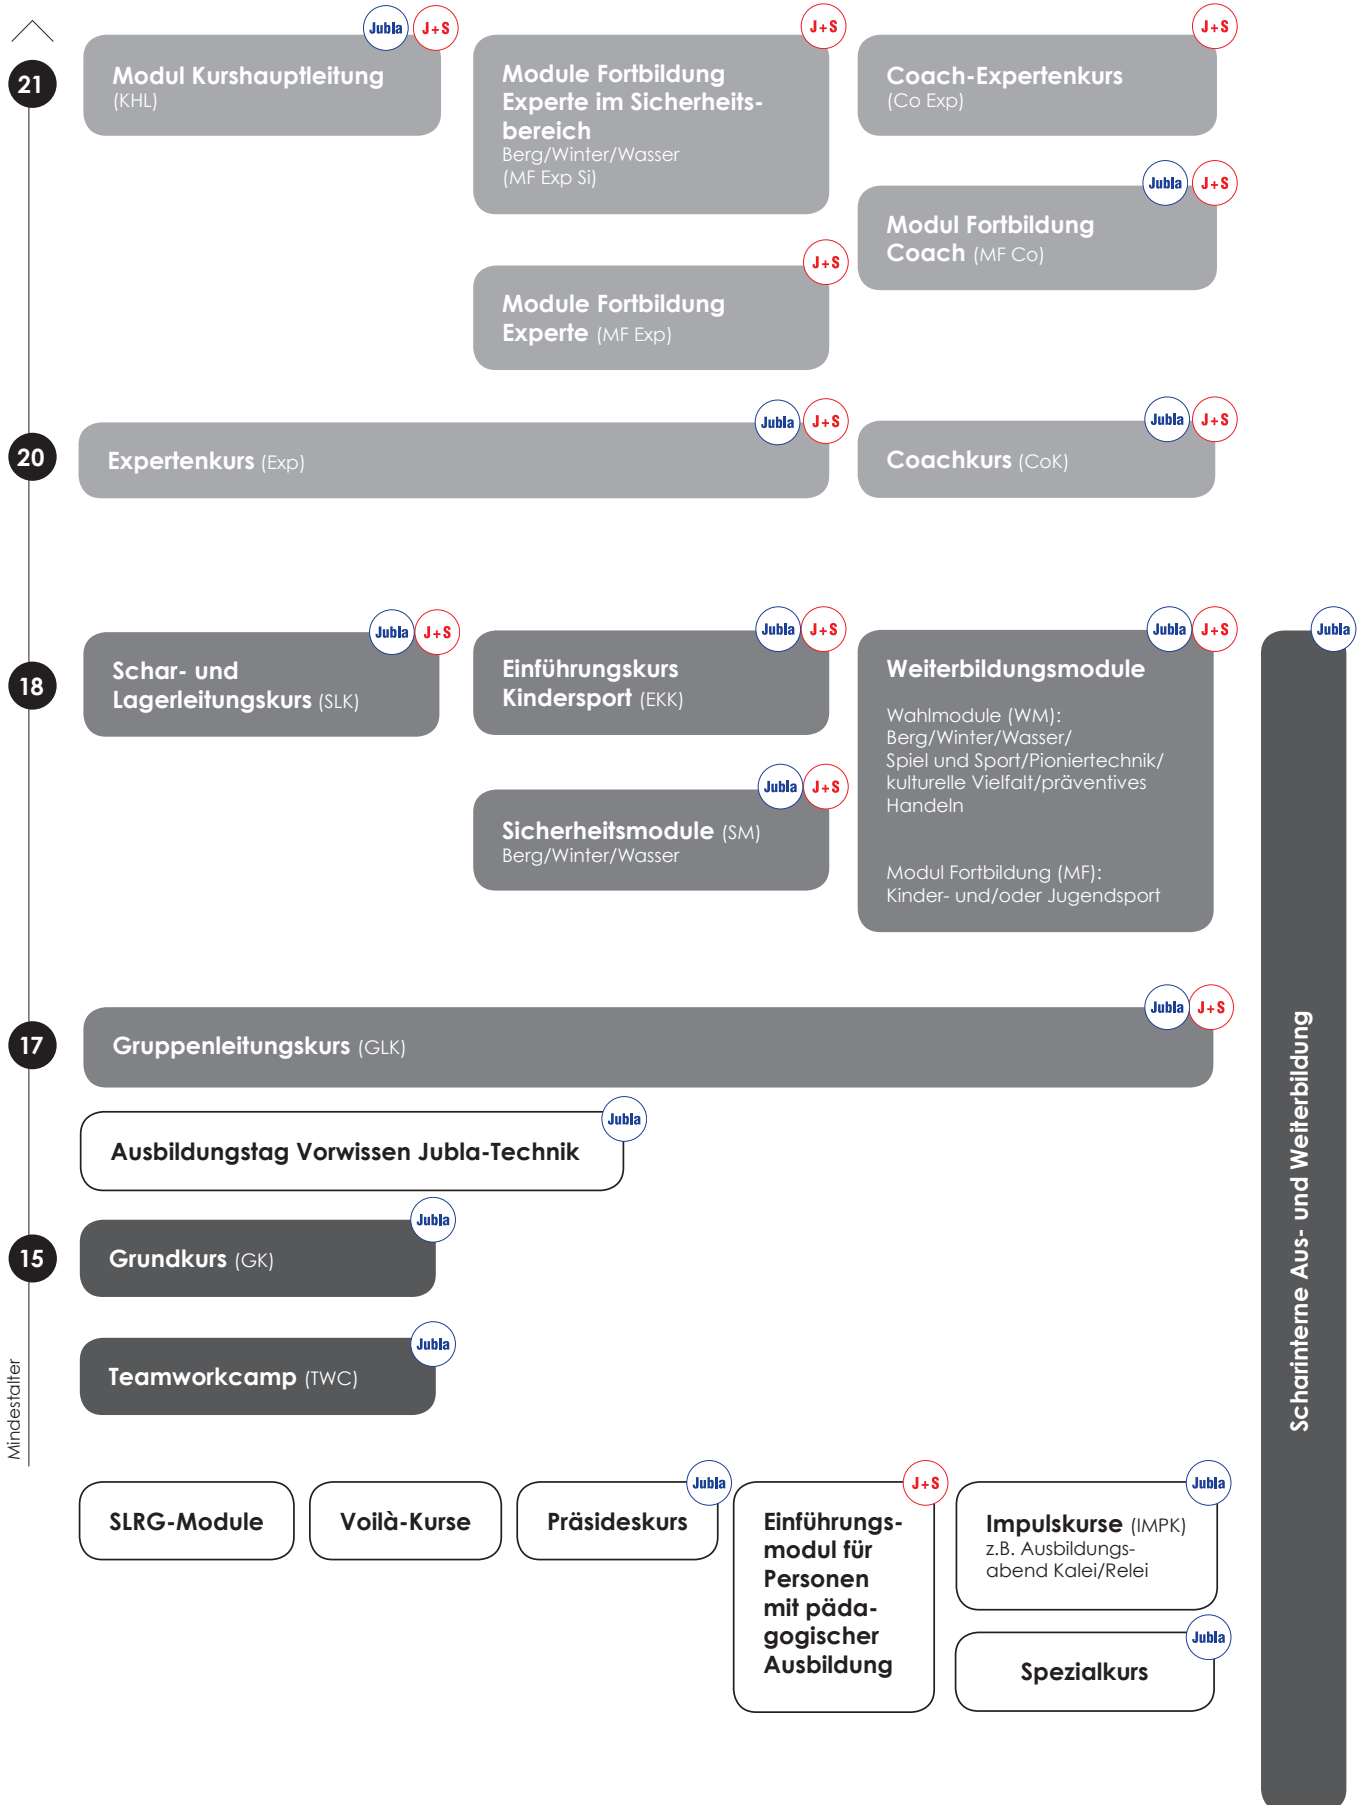 Jubla
J+S
21
Modul Kurshauptleitung
(KHL)
J+S
Module Fortbildung
Experte im Sicherheits-
bereich
Berg/Winter/Wasser
(MF Exp Si)
J+S
Coach-Expertenkurs
(Co Exp)
Jubla
J+S
Modul Fortbildung
Coach (MF Co)
J+S
Module Fortbildung
Experte (MF Exp)
20
Jubla
J+S
Expertenkurs (Exp)
Jubla
J+S
Coachkurs (CoK)
18
Jubla
J+S
Schar- und
Lagerleitungskurs (SLK)
Jubla
J+S
Einführungskurs
Kindersport (EKK)
Jubla
J+S
Sicherheitsmodule (SM)
Berg/Winter/Wasser
Jubla
J+S
Weiterbildungsmodule
Wahlmodule (WM):
Berg/Winter/Wasser/
Spiel und Sport/Pioniertechnik/
kulturelle Vielfalt/präventives
Handeln
Modul Fortbildung (MF):
Kinder- und/oder Jugendsport
Jubla
Scharinterne Aus- und Weiterbildung
17
Jubla
J+S
Gruppenleitungskurs (GLK)
Jubla
Ausbildungstag Vorwissen Jubla-Technik
15
Jubla
Grundkurs (GK)
Jubla
Teamworkcamp (TWC)
Mindestalter
SLRG-Module
Voilà-Kurse
Jubla
Präsideskurs
J+S
Einführungs-
modul für
Personen
mit päda-
gogischer
Ausbildung
Jubla
Impulskurse (IMPK)
z.B. Ausbildungs-
abend Kalei/Relei
Jubla
Spezialkurs